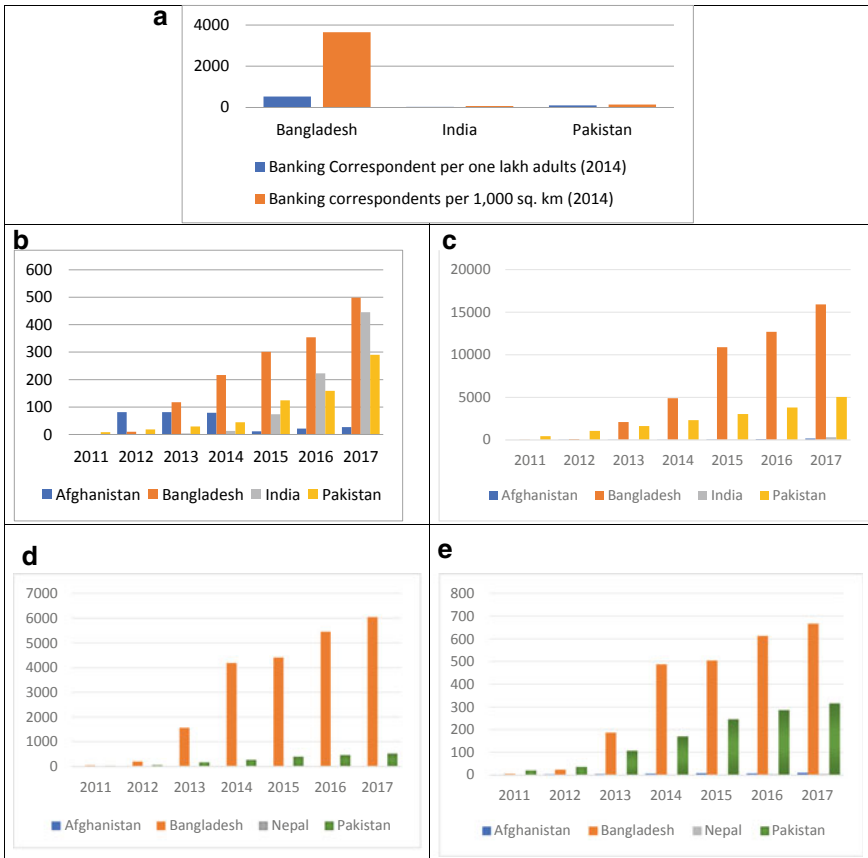 a
4000
2000
0
Bangladesh India Pakistan
Banking Correspondent per one lakh adults (2014)
Banking correspondents per 1,000 sq. km (2014)
b
600
500
400
300
200
100
0
2011 2012 2013 2014 2015 2016 2017
Afghanistan Bangladesh India Pakistan
c
20000
15000
10000
5000
0
2011 2012 2013 2014 2015 2016 2017
Afghanistan Bangladesh India Pakistan
d
7000
6000
5000
4000
3000
2000
1000
0
2011 2012 2013 2014 2015 2016 2017
Afghanistan Bangladesh Nepal Pakistan
e
800
700
600
500
400
300
200
100
0
2011 2012 2013 2014 2015 2016 2017
Afghanistan Bangladesh Nepal Pakistan